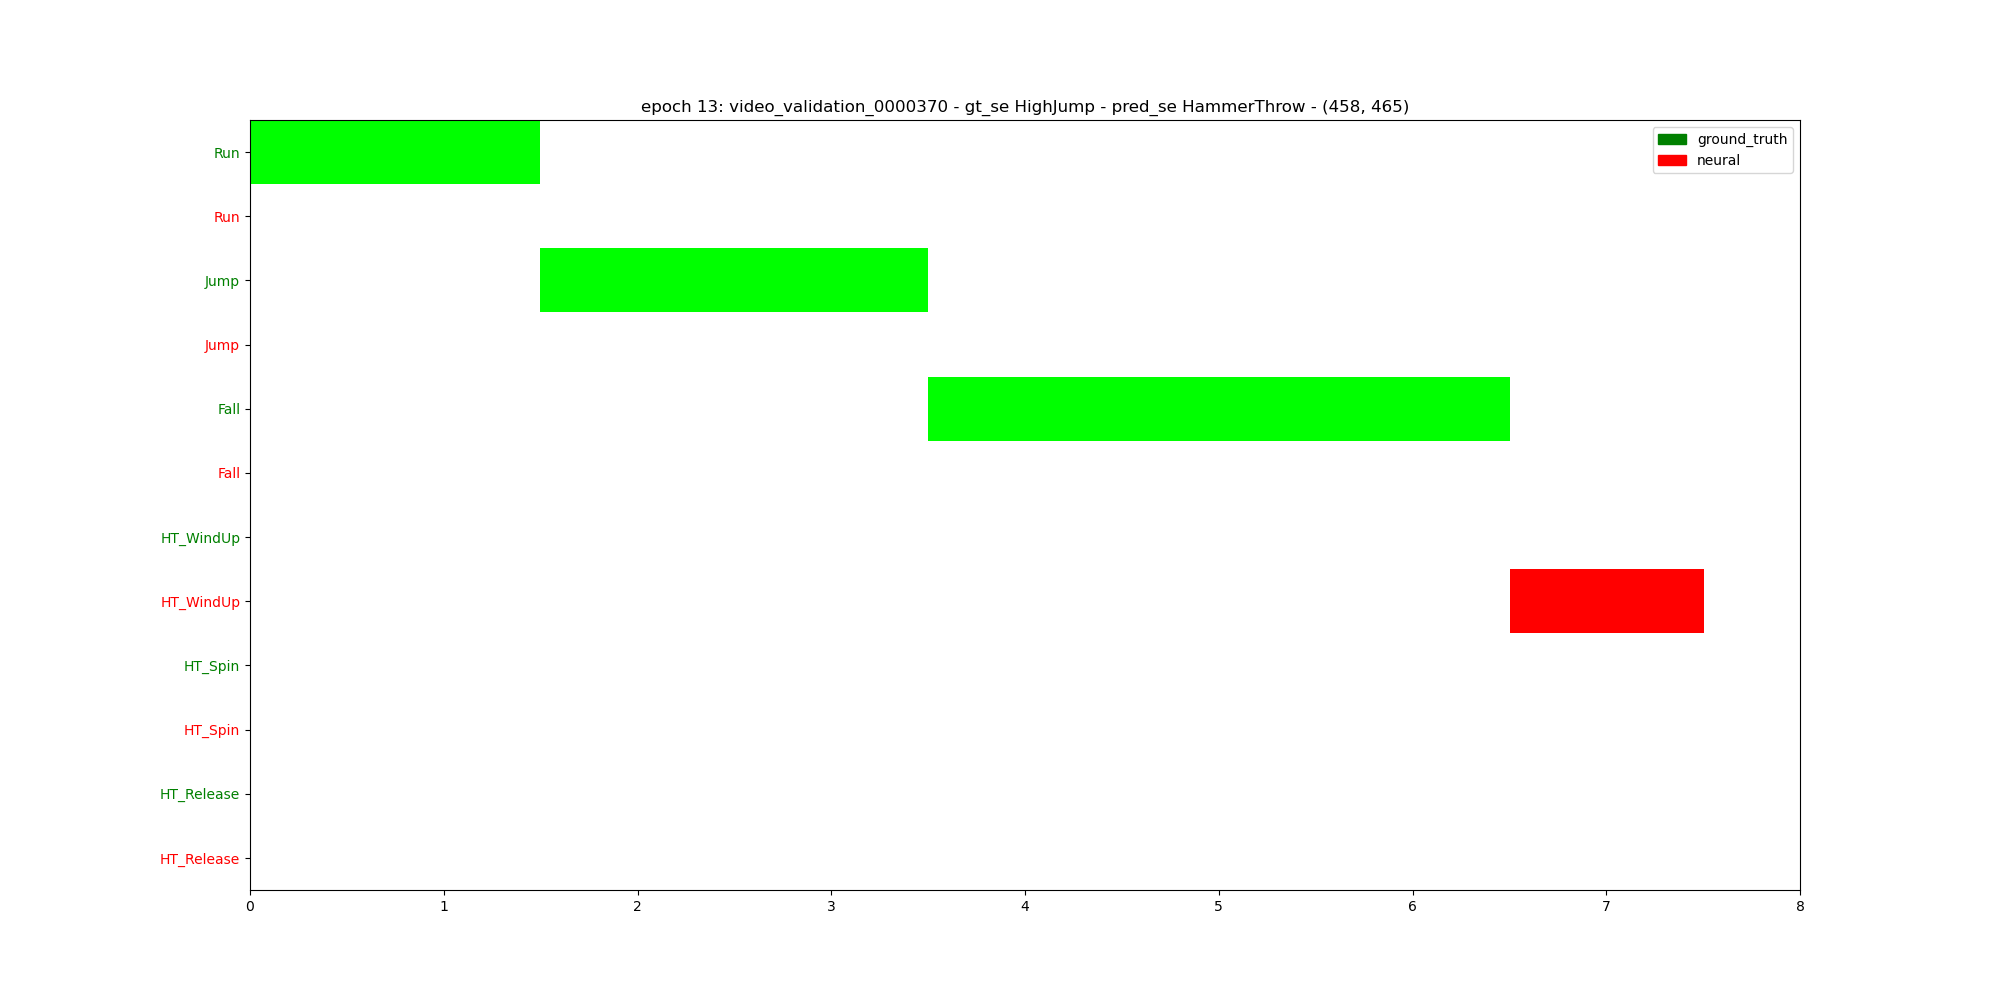 epoch 13: video_validation_0000370 - gt_se HighJump - pred_se HammerThrow - (458, 465)
ground_truth
neural
Run
Run
Jump
Jump
Fall
Fall
HT_WindUp
HT_WindUp
HT_Spin
HT_Spin
HT_Release
HT_Release
0 1 2 3 4 5 6 7 8